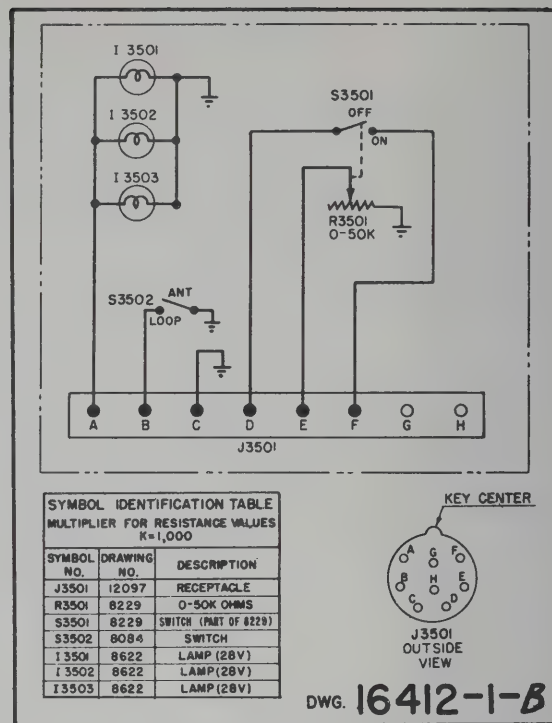 I 3501
I 3502
I 3503
S3501
OFF
ON
R3501
0-50K
S3502
ANT
LOOP
A B C D E F G H
J3501
SYMBOL IDENTIFICATION TABLE
MULTIPLIER FOR RESISTANCE VALUES
K=1,000
SYMBOL NO. DRAWING NO. DESCRIPTION
J3501 12097 RECEPTACLE
R3501 8229 0-50K OHMS
S3501 8229 SWITCH (PART OF 8229)
S3502 8084 SWITCH
I 3501 8622 LAMP (28V)
I 3502 8622 LAMP (28V)
I 3503 8622 LAMP (28V)
KEY CENTER
A G F
B H E
C D
J3501
OUTSIDE
VIEW
DWG. 16412-1-B